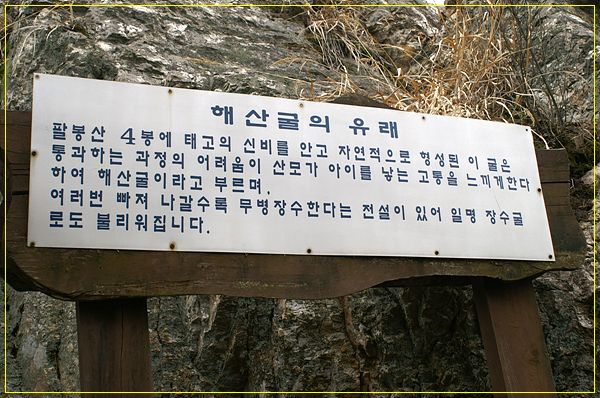 해산굴의 유래
팔봉산 4봉에 태고의 신비를 안고 자연적으로 형성된 이 굴은
통과하는 과정의 어려움이 산모가 아이를 낳는 고통을 느끼게한다
하여 해산굴이라고 부르며,
여러번 빠져 나갈수록 무병장수한다는 전설이 있어 일명 장수굴
로도 불리워집니다.